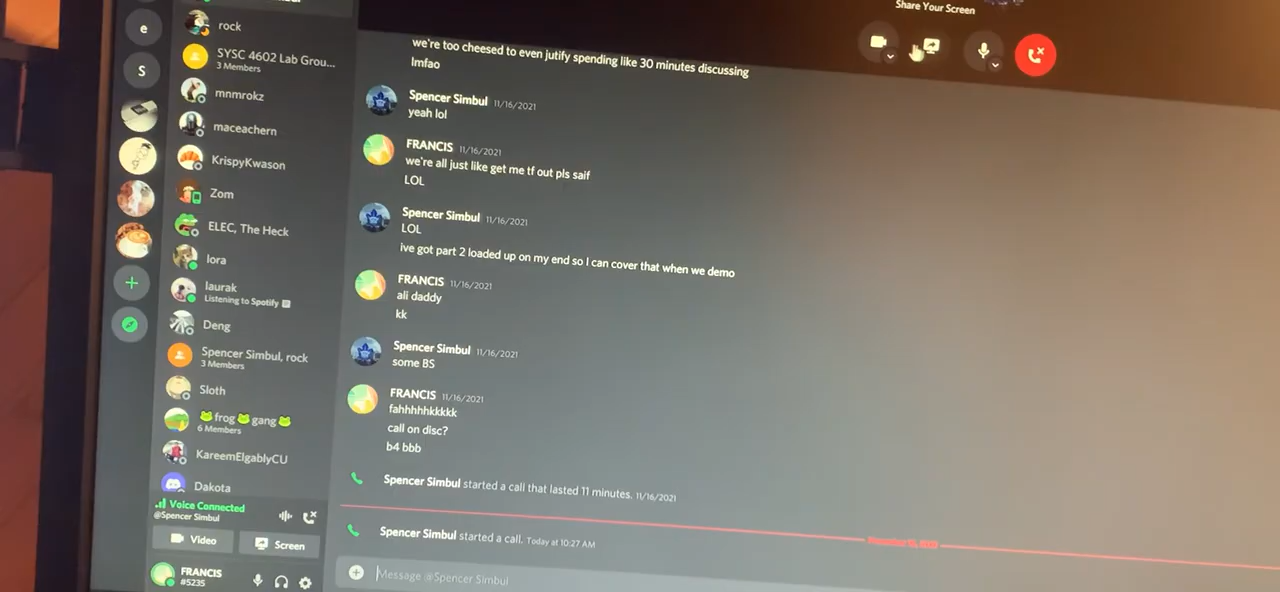 Share Your Screen
e
S
rock
SYSC 4602 Lab Grou...
3 Members
mnmrokz
maceachern
KrispyKwason
Zom
ELEC, The Heck
lora
laurak
Listening to Spotify
Deng
Spencer Simbul, rock
3 Members
Sloth
🐸frog🐸gang🐸
6 Members
KareemElgablyCU
Dakota
Voice Connected
@Spencer Simbul
Video
Screen
FRANCIS
#5235
we're too cheesed to even jutify spending like 30 minutes discussing
lmfao
Spencer Simbul 11/16/2021
yeah lol
FRANCIS 11/16/2021
we're all just like get me tf out pls saif
LOL
Spencer Simbul 11/16/2021
LOL
ive got part 2 loaded up on my end so I can cover that when we demo
FRANCIS 11/16/2021
ali daddy
kk
Spencer Simbul 11/16/2021
some BS
FRANCIS 11/16/2021
fahhhhhkkkkk
call on disc?
b4 bbb
Spencer Simbul started a call that lasted 11 minutes. 11/16/2021
Spencer Simbul started a call. Today at 10:27 AM
Message @Spencer Simbul